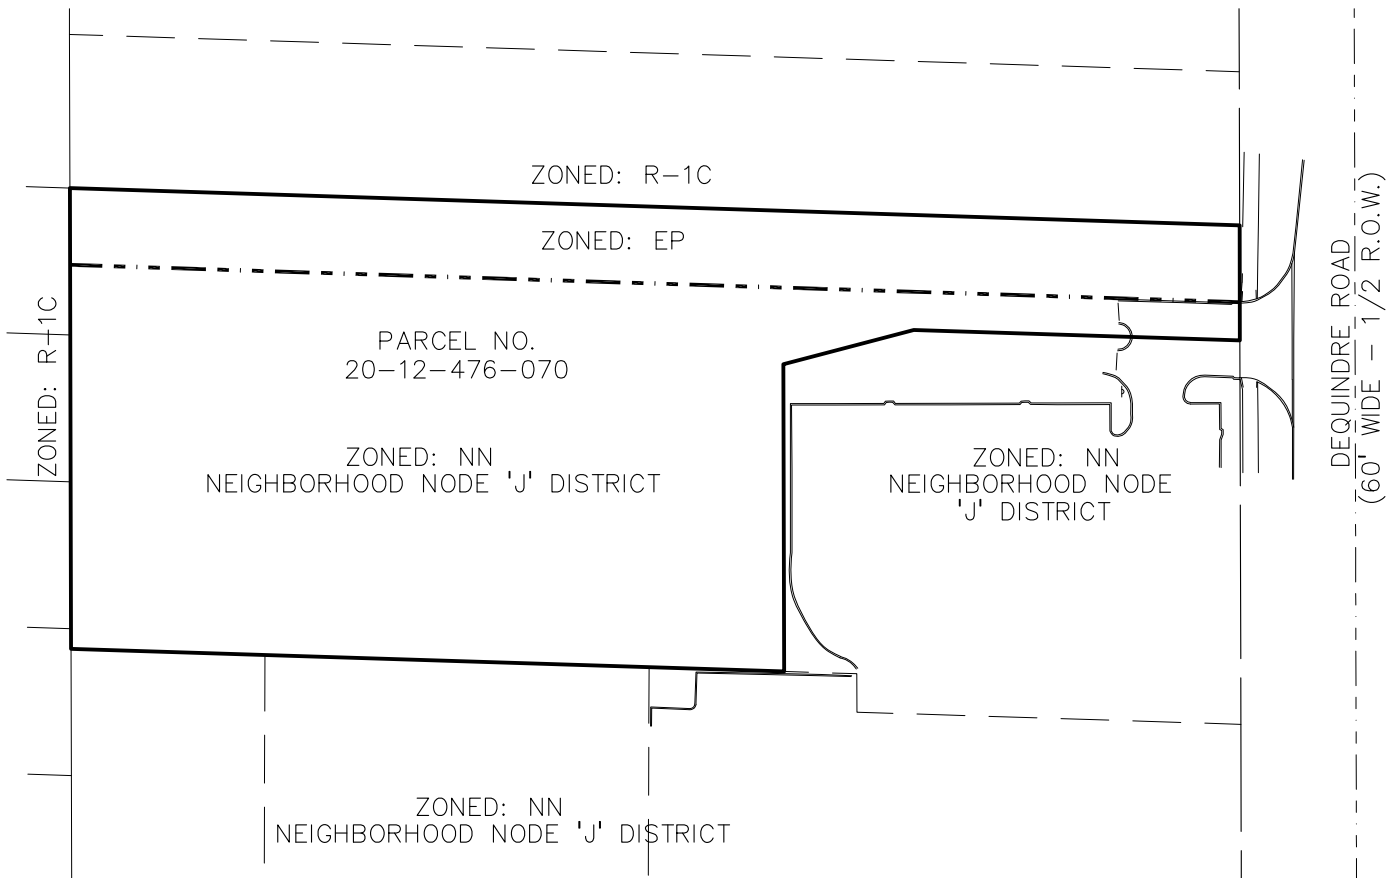 ZONED: R-1C
ZONED: EP
ZONED: R-1C
PARCEL NO.
20-12-476-070
ZONED: NN
NEIGHBORHOOD NODE 'J' DISTRICT
ZONED: NN
NEIGHBORHOOD NODE
'J' DISTRICT
DEQUINDRE ROAD
(60' WIDE - 1/2 R.O.W.)
ZONED: NN
NEIGHBORHOOD NODE 'J' DISTRICT